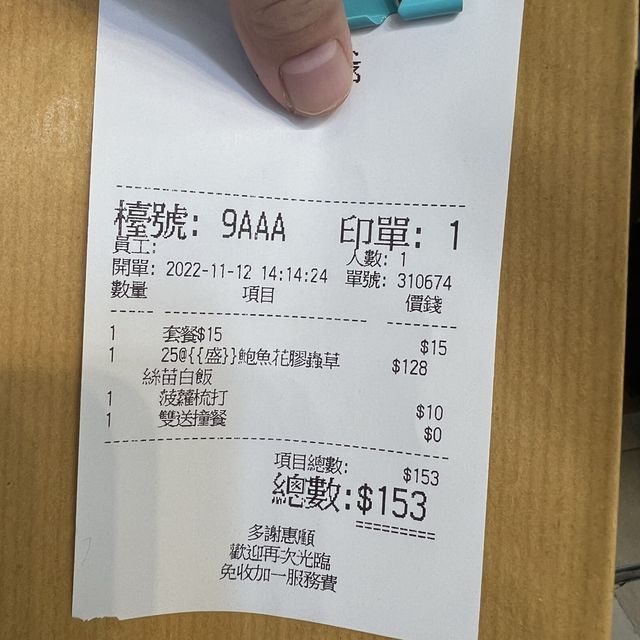 檯號: 9AAA 印單: 1
員工: 人數: 1
開單: 2022-11-12 14:14:24 單號: 310674
數量 項目 價錢
1 套餐$15 $15
1 25@{{盛}}鮑魚花膠蟲草 $128
絲苗白飯
1 菠蘿梳打 $10
1 雙送撞餐 $0
項目總數: $153
總數:$153
多謝惠顧
歡迎再次光臨
免收加一服務費